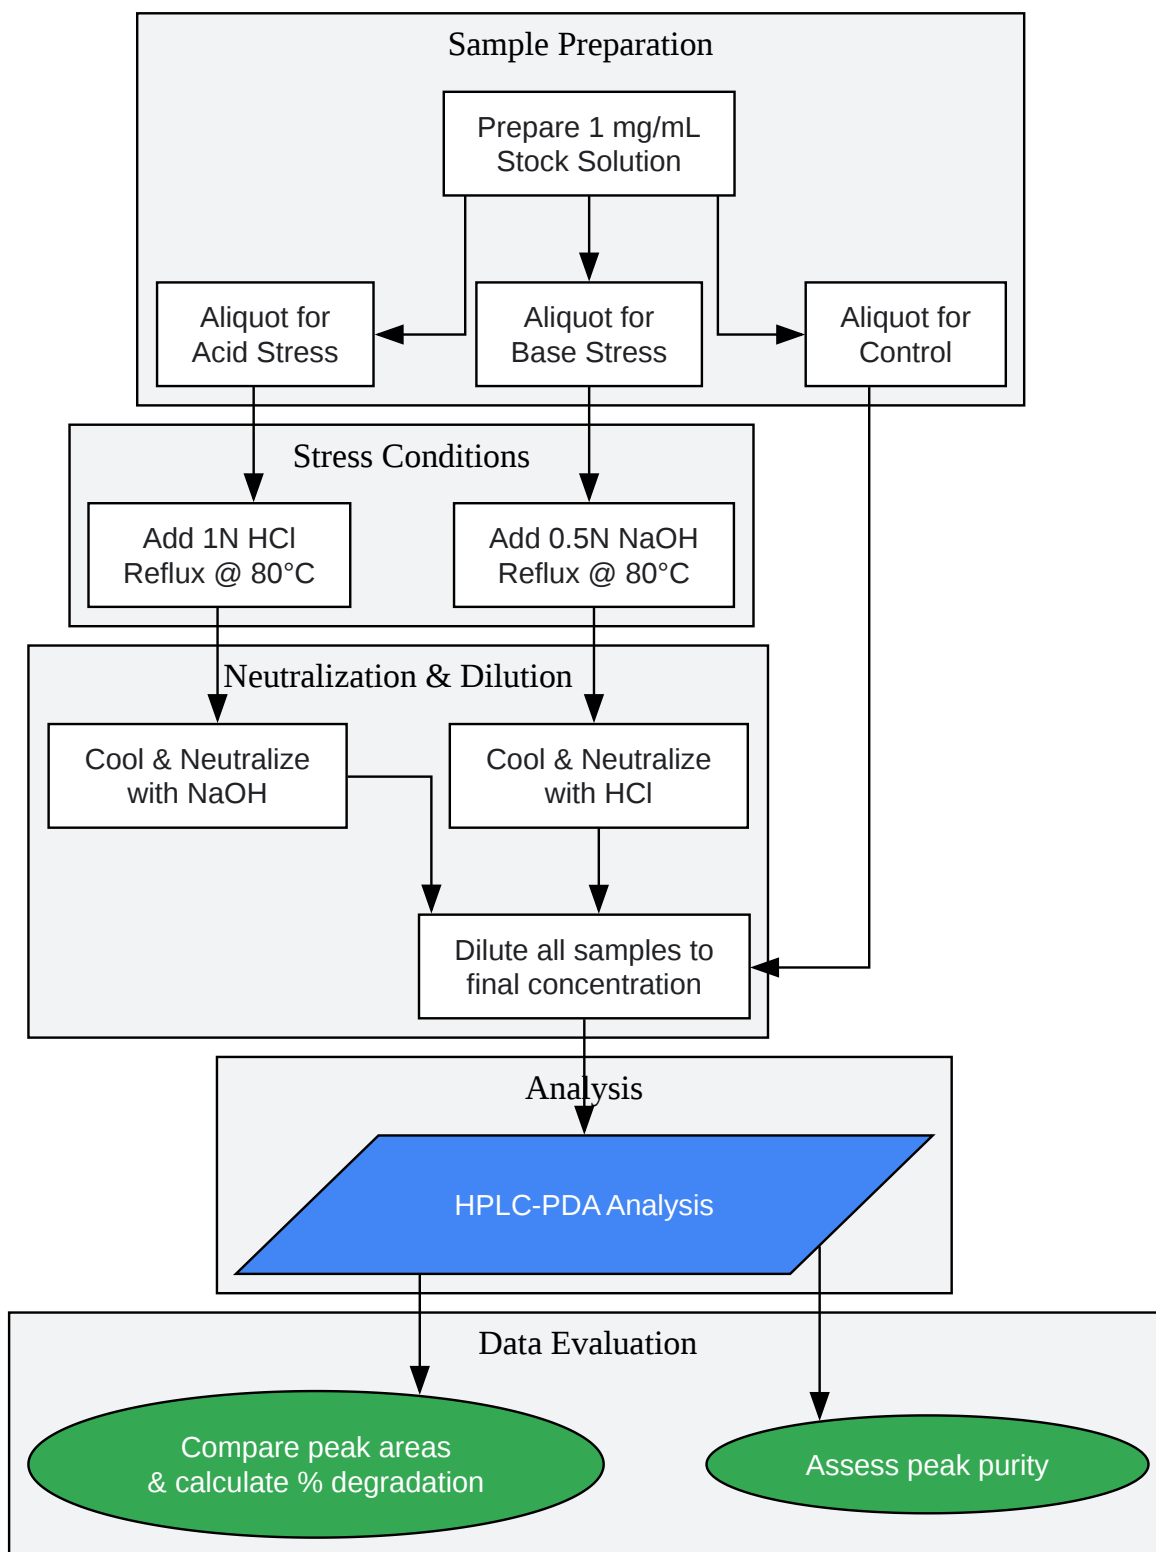 Sample Preparation
Prepare 1 mg/mL
Stock Solution
Aliquot for
Acid Stress
Aliquot for
Base Stress
Aliquot for
Control
Stress Conditions
Add 1N HCl
Reflux @ 80°C
Add 0.5N NaOH
Reflux @ 80°C
Neutralization & Dilution
Cool & Neutralize
with NaOH
Cool & Neutralize
with HCl
Dilute all samples to
final concentration
Analysis
HPLC-PDA Analysis
Data Evaluation
Compare peak areas
& calculate % degradation
Assess peak purity